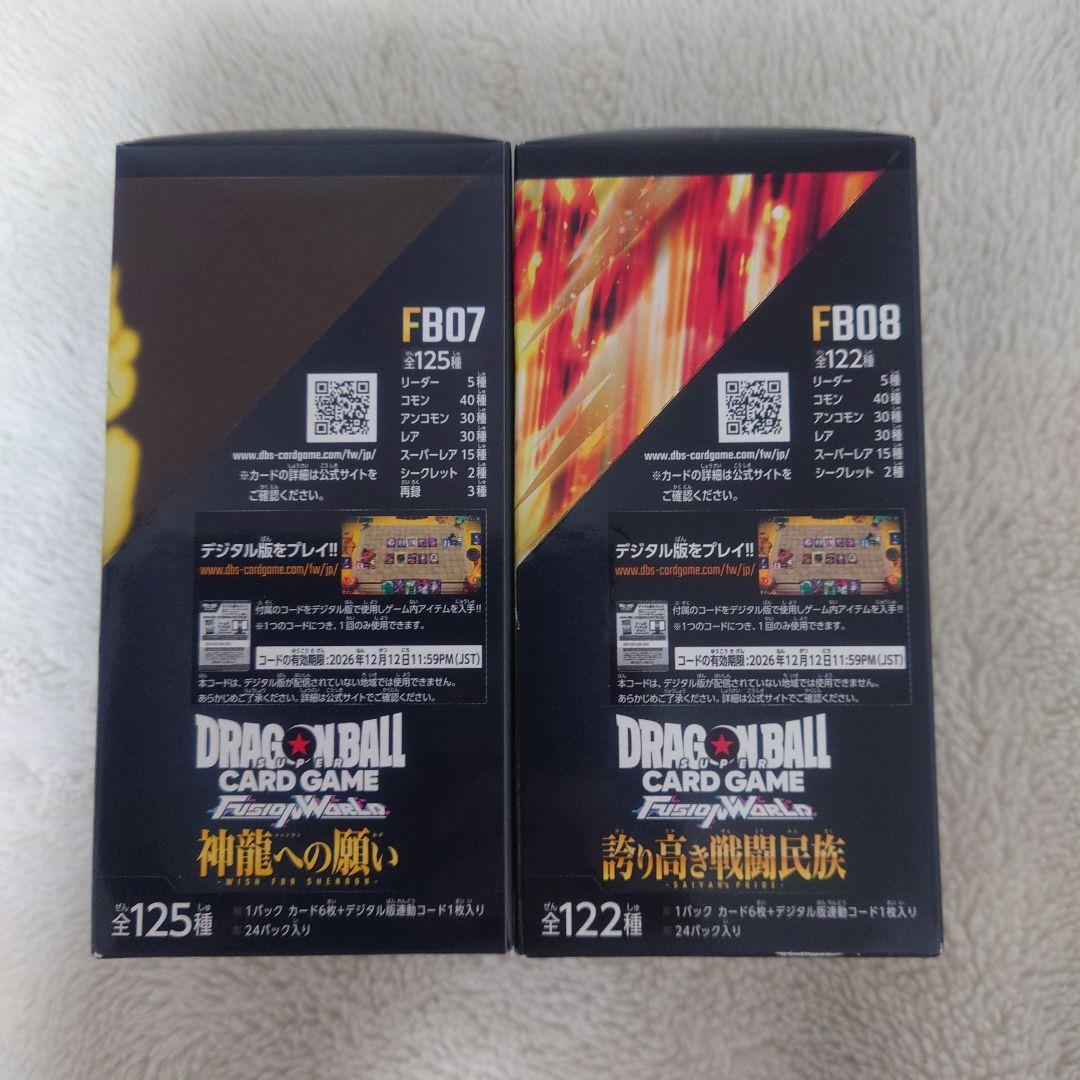 FB07
全125種
リーダー 5種
コモン 40種
アンコモン 30種
レア 30種
スーパーレア 15種
シークレット 2種
再録 3種
www.dbs-cardgame.com/fw/jp/
※カードの詳細は公式サイトを
ご確認ください。
デジタル版をプレイ!!
www.dbs-cardgame.com/fw/jp/
付属のコードをデジタル版で使用しゲーム内アイテムを入手!!
※1つのコードにつき、1回のみ使用できます。
コードの有効期限:2026年12月12日11:59PM(JST)
本コードは、デジタル版が配信されていない地域では使用できません。
あらかじめご了承ください。詳細は公式サイトでご確認ください。
DRAGON BALL
SUPER
CARD GAME
FUSION WORLD
神龍への願い
-WISH FOR SHENRON-
全125種
1パック カード6枚+デジタル版連動コード1枚入り
24パック入り
FB08
全122種
リーダー 5種
コモン 40種
アンコモン 30種
レア 30種
スーパーレア 15種
シークレット 2種
www.dbs-cardgame.com/fw/jp/
※カードの詳細は公式サイトを
ご確認ください。
デジタル版をプレイ!!
www.dbs-cardgame.com/fw/jp/
付属のコードをデジタル版で使用しゲーム内アイテムを入手!!
※1つのコードにつき、1回のみ使用できます。
コードの有効期限:2026年12月12日11:59PM(JST)
本コードは、デジタル版が配信されていない地域では使用できません。
あらかじめご了承ください。詳細は公式サイトでご確認ください。
DRAGON BALL
SUPER
CARD GAME
FUSION WORLD
誇り高き戦闘民族
-SAIYAN'S PRIDE-
全122種
1パック カード6枚+デジタル版連動コード1枚入り
24パック入り